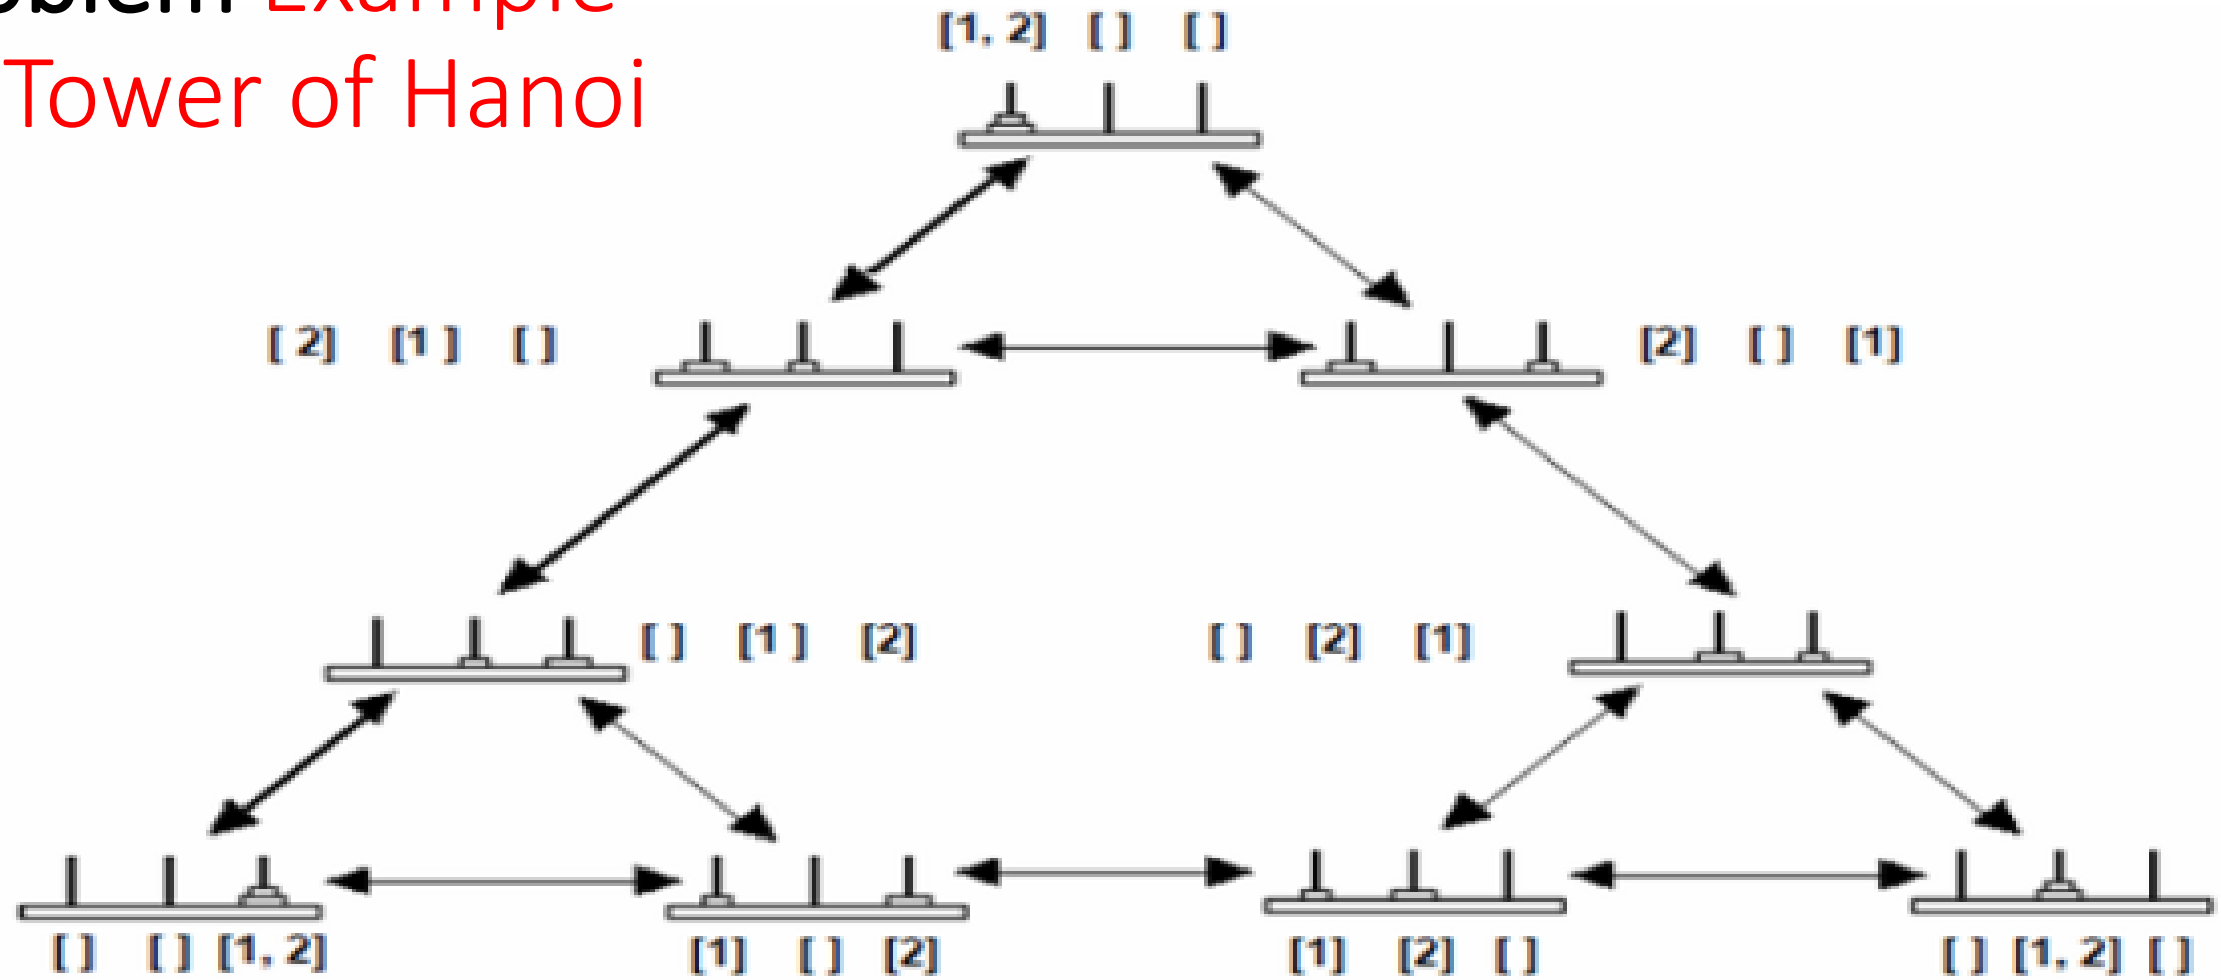 Example
Tower of Hanoi
[1, 2] [ ] [ ]
[ 2] [1 ] [ ]
[2] [ ] [1]
[ ] [1 ] [2]
[ ] [2] [1]
[ ] [ ] [1, 2]
[1] [ ] [2]
[1] [2] [ ]
[ ] [1, 2] [ ]